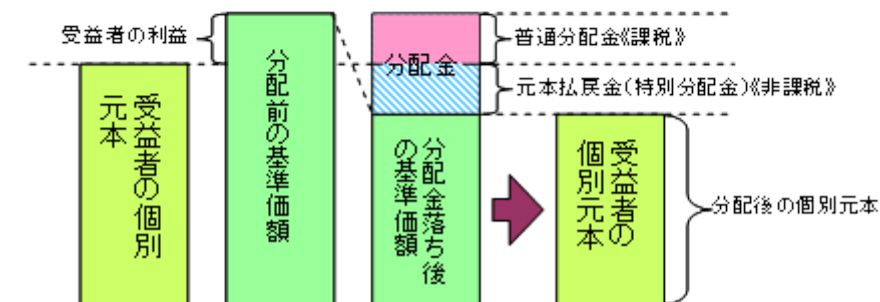 受益者の利益
受益者の個別
元本
分配前の基準価額
分配金
分配金落ち後
の基準価額
普通分配金《課税》
元本払戻金(特別分配金)《非課税》
受益者の
個別元本
分配後の個別元本